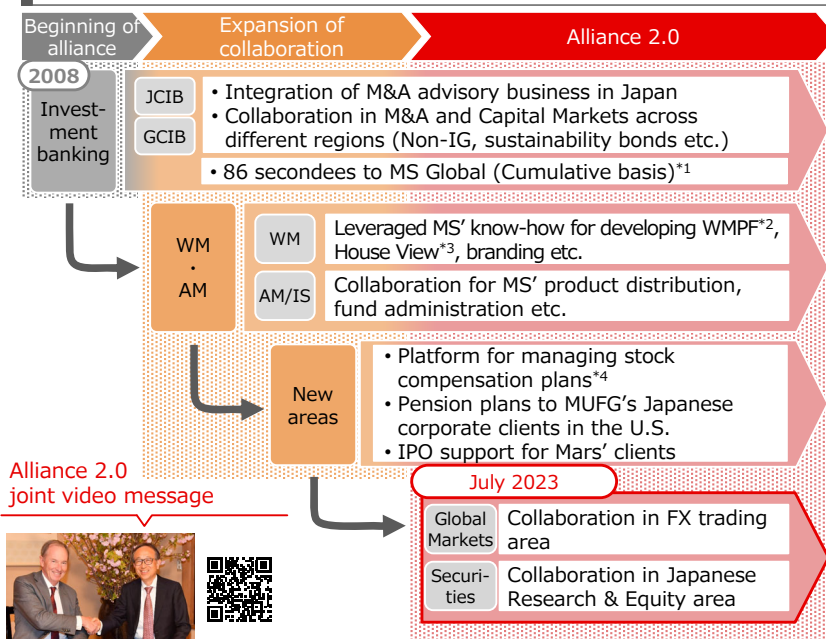 Beginning of
alliance
Expansion of
collaboration
Alliance 2.0
2008
Invest-
ment
banking
JCIB
GCIB
• Integration of M&A advisory business in Japan
• Collaboration in M&A and Capital Markets across
different regions (Non-IG, sustainability bonds etc.)
• 86 secondees to MS Global (Cumulative basis)*1
WM
・
AM
WM
Leveraged MS' know-how for developing WMPF*2,
House View*3, branding etc.
AM/IS
Collaboration for MS' product distribution,
fund administration etc.
New
areas
• Platform for managing stock
compensation plans*4
• Pension plans to MUFG's Japanese
corporate clients in the U.S.
• IPO support for Mars' clients
Alliance 2.0
joint video message
July 2023
Global
Markets
Collaboration in FX trading
area
Securi-
ties
Collaboration in Japanese
Research & Equity area